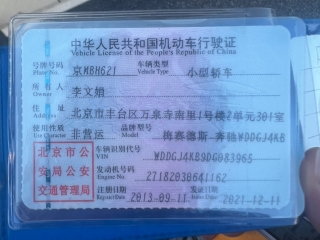 中华人民共和国机动车行驶证
Vehicle License of the People's Republic of China
号牌号码 京MBH621 车辆类型 小型轿车
Plate No. Vehicle Type
所有人 李文娟
Owner
住址 北京市丰台区万泉寺南里1号楼2单元301室
Address
使用性质 非营运 品牌型号 梅赛德斯-奔驰WDDGJ4KB
Use Character Model
北京市公
安局公安
交通管理局
车辆识别代号 WDDGJ4KB9DG083965
VIN
发动机号码 27182030641162
Engine No.
注册日期 2013-09-11 发证日期 2021-12-11
Register Date Issue Date